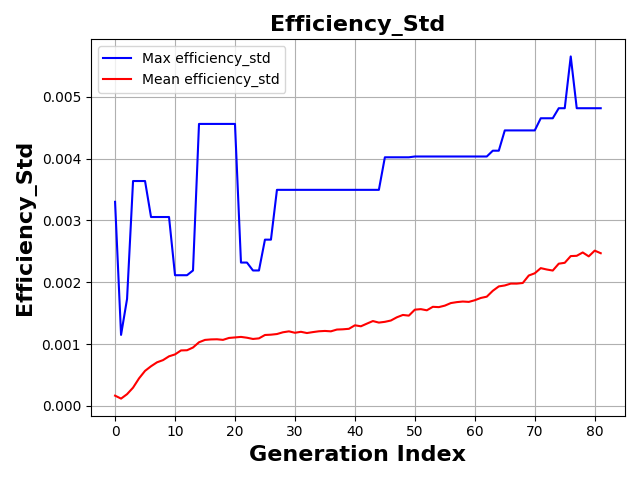 Efficiency_Std
Max efficiency_std
Mean efficiency_std
Efficiency_Std
0.005
0.004
0.003
0.002
0.001
0.000
0 10 20 30 40 50 60 70 80
Generation Index